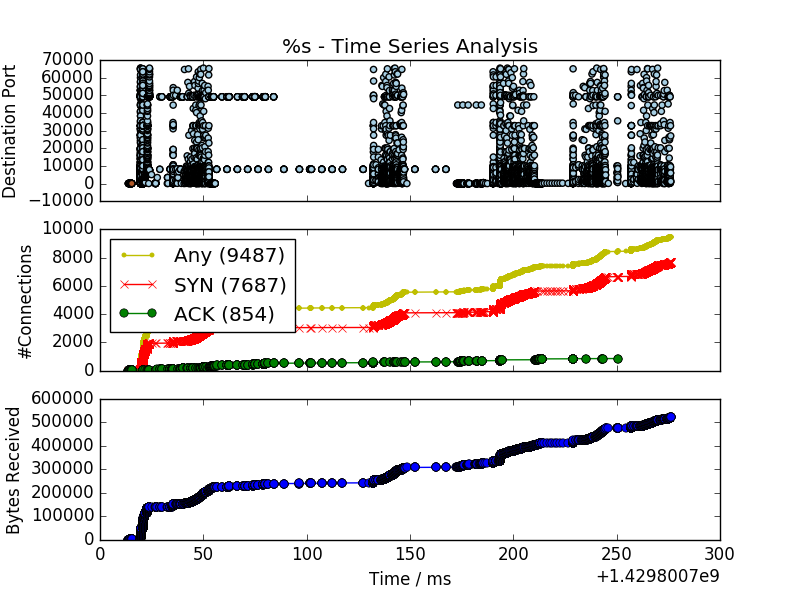 %s - Time Series Analysis
Destination Port
70000
60000
50000
40000
30000
20000
10000
0
−10000
#Connections
10000
8000
6000
4000
2000
0
Any (9487)
SYN (7687)
ACK (854)
Bytes Received
600000
500000
400000
300000
200000
100000
0
0 50 100 150 200 250 300
Time / ms
+1.4298007e9